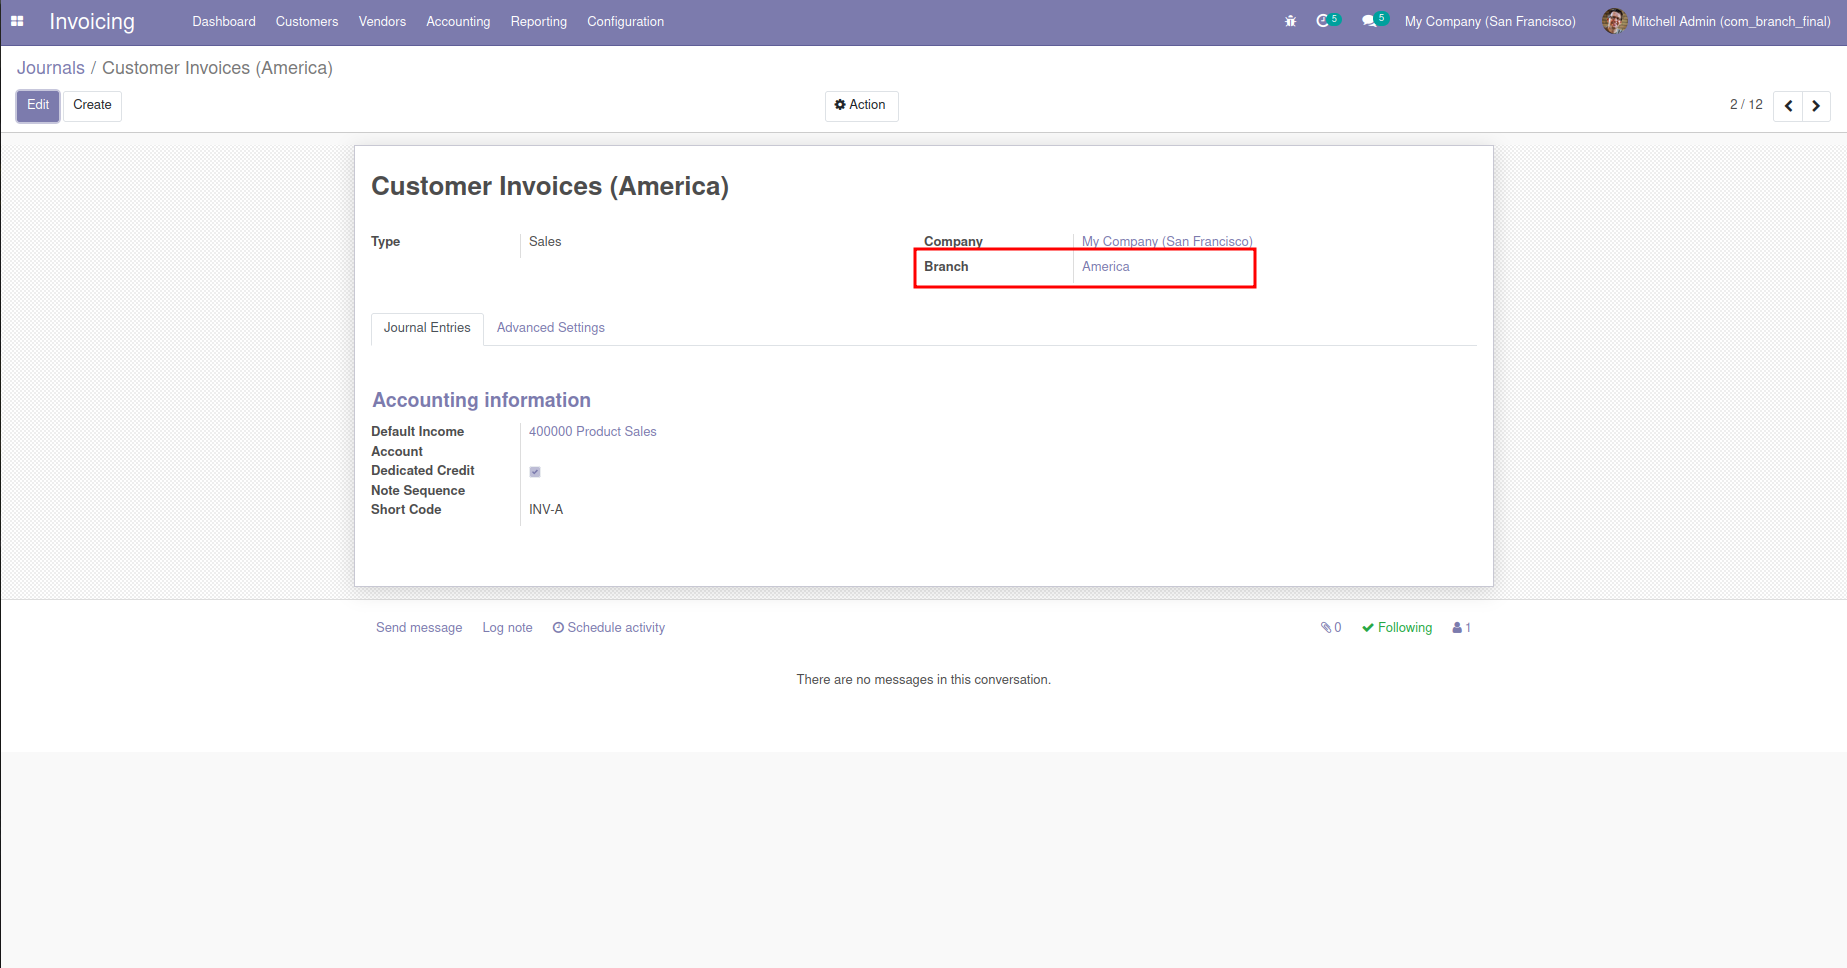 Invoicing Dashboard Customers Vendors Accounting Reporting Configuration 5 5 My Company (San Francisco) Mitchell Admin (com_branch_final)
Journals / Customer Invoices (America)
Edit Create Action 2 / 12
Customer Invoices (America)
Type Sales Company My Company (San Francisco)
Branch America
Journal Entries Advanced Settings
Accounting information
Default Income 400000 Product Sales
Account
Dedicated Credit
Note Sequence
Short Code INV-A
Send message Log note Schedule activity 0 Following 1
There are no messages in this conversation.